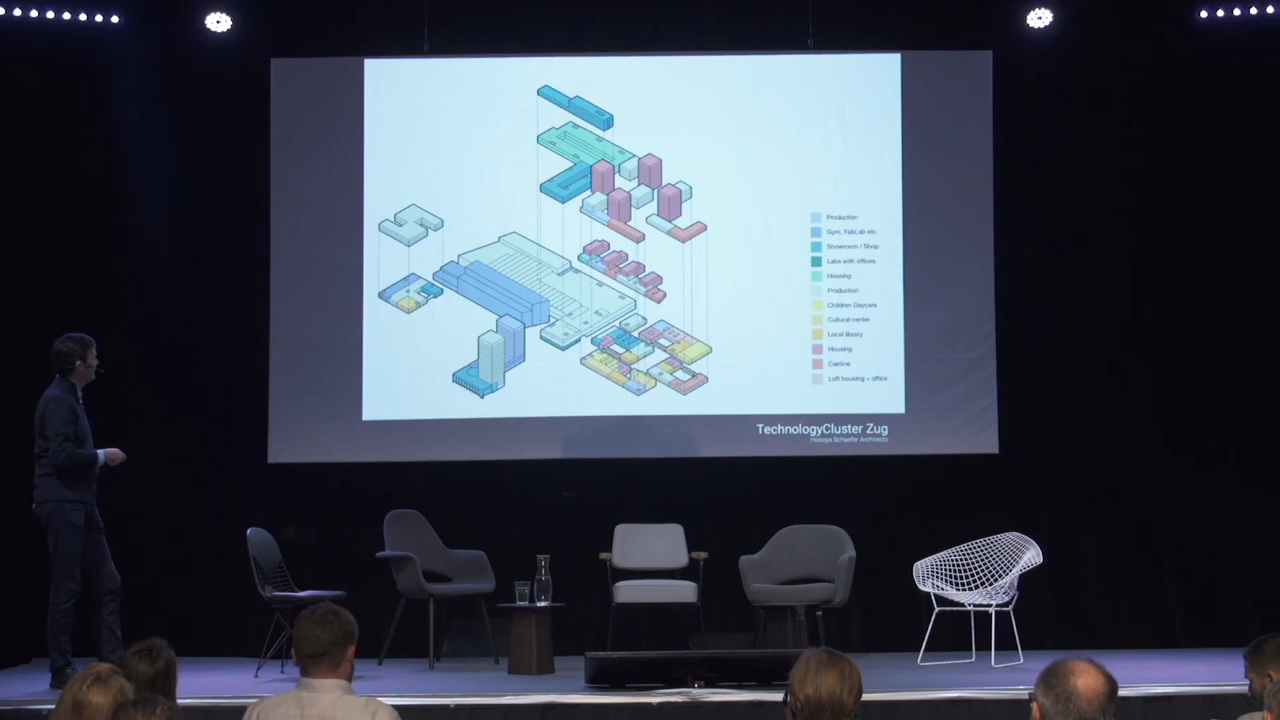 Production
Gym, FabLab etc.
Showroom / Shop
Labs with offices
Housing
Production
Children Daycare
Cultural center
Local library
Housing
Cantine
Loft housing + office
TechnologyCluster Zug
Hosoya Schaefer Architects